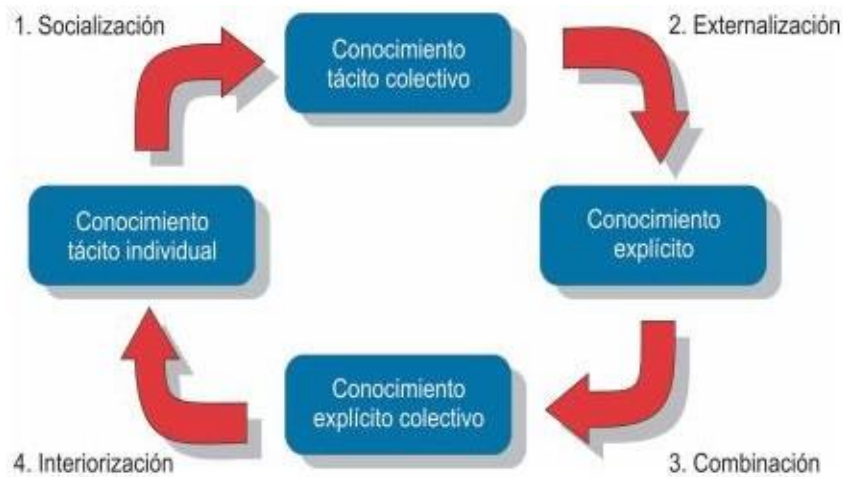 1. Socialización
Conocimiento
tácito colectivo
2. Externalización
Conocimiento
tácito individual
Conocimiento
explícito
Conocimiento
explícito colectivo
4. Interiorización
3. Combinación